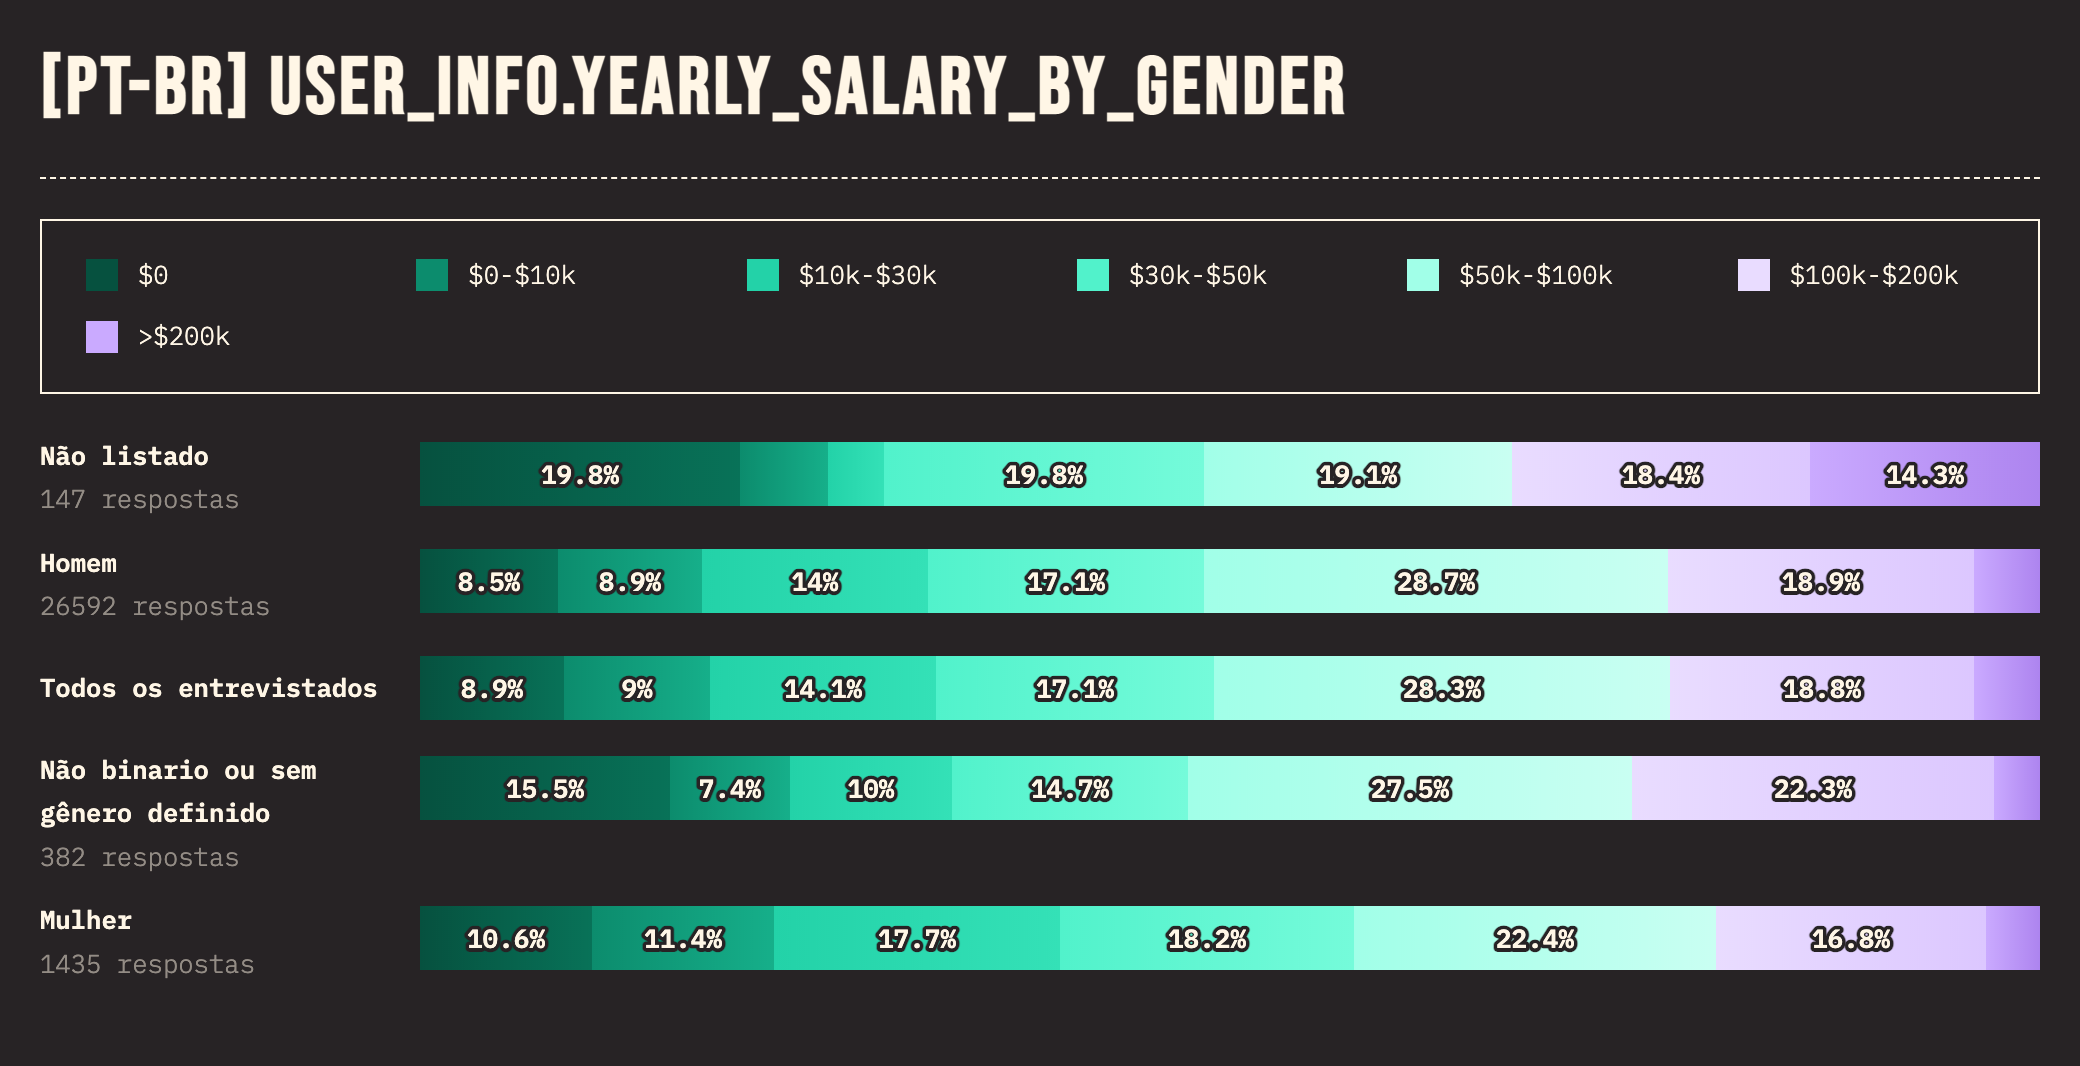 [PT-BR] USER_INFO.YEARLY_SALARY_BY_GENDER
$0 $0-$10k $10k-$30k $30k-$50k $50k-$100k $100k-$200k
>$200k
Não listado
147 respostas
19.8% 19.8% 19.1% 18.4% 14.3%
Homem
26592 respostas
8.5% 8.9% 14% 17.1% 28.7% 18.9%
Todos os entrevistados
8.9% 9% 14.1% 17.1% 28.3% 18.8%
Não binario ou sem
gênero definido
382 respostas
15.5% 7.4% 10% 14.7% 27.5% 22.3%
Mulher
1435 respostas
10.6% 11.4% 17.7% 18.2% 22.4% 16.8%